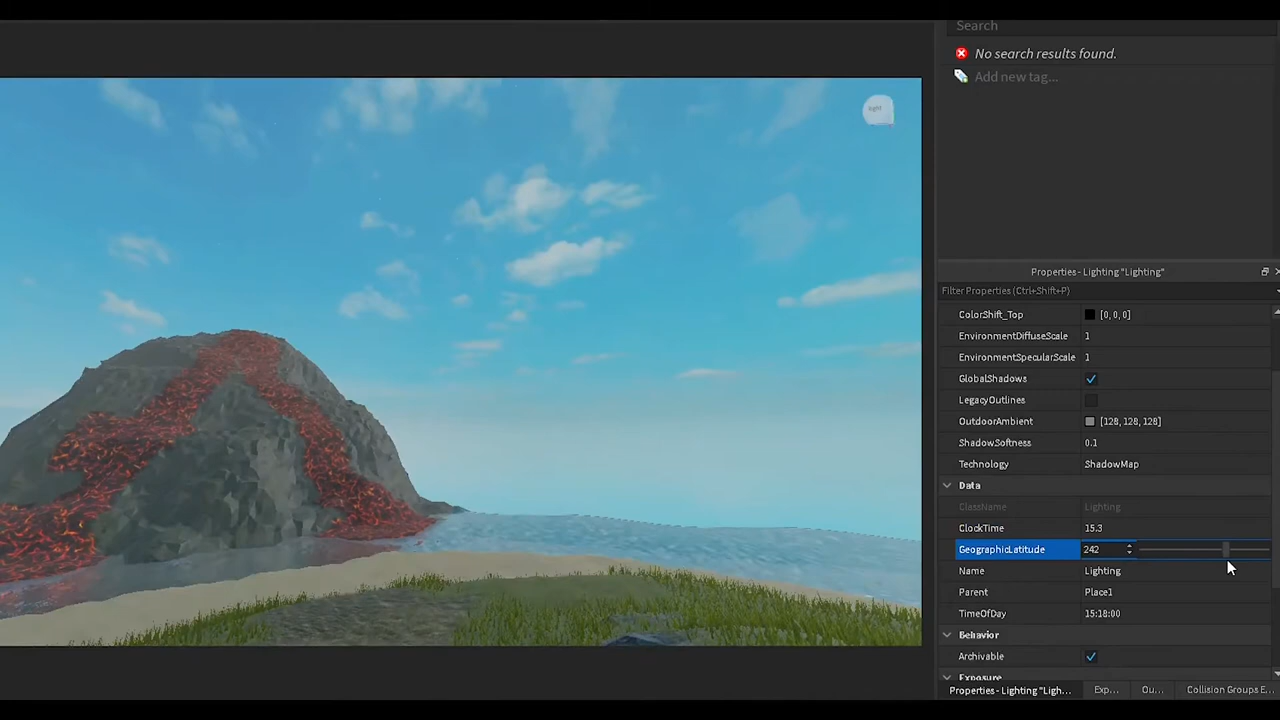 Search
No search results found.
Add new tag...
Right
Properties - Lighting "Lighting"
Filter Properties (Ctrl+Shift+P)
ColorShift_Top [0, 0, 0]
EnvironmentDiffuseScale 1
EnvironmentSpecularScale 1
GlobalShadows
LegacyOutlines
OutdoorAmbient [128, 128, 128]
ShadowSoftness 0.1
Technology ShadowMap
Data
ClassName Lighting
ClockTime 15.3
GeographicLatitude 242
Name Lighting
Parent Place1
TimeOfDay 15:18:00
Behavior
Archivable
Exposure
Properties - Lighting "Ligh... Exp... Ou... Collision Groups E...